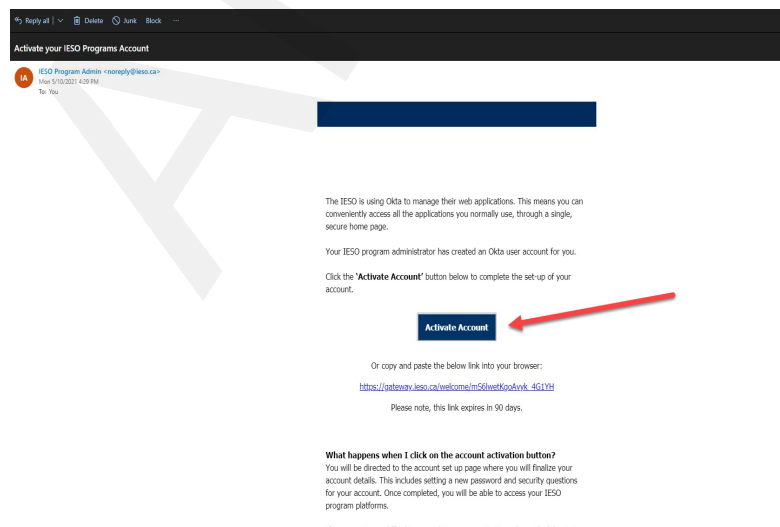 Reply all
Delete
Junk
Block
...
Activate your IESO Programs Account
IA
IESO Program Admin <noreply@ieso.ca>
Mon 5/10/2021 4:29 PM
To: You
The IESO is using Okta to manage their web applications. This means you can
conveniently access all the applications you normally use, through a single,
secure home page.
Your IESO program administrator has created an Okta user account for you.
Click the 'Activate Account' button below to complete the set-up of your
account.
Activate Account
Or copy and paste the below link into your browser:
https://gateway.ieso.ca/welcome/mS6lwetKgoAvyk_4G1YH
Please note, this link expires in 90 days.
What happens when I click on the account activation button?
You will be directed to the account set up page where you will finalize your
account details. This includes setting a new password and security questions
for your account. Once completed, you will be able to access your IESO
program platforms.